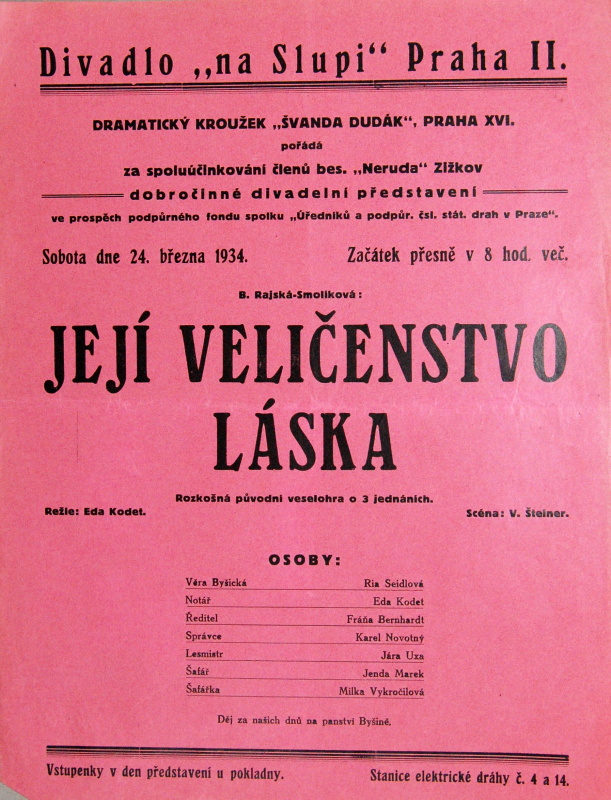 Divadlo „na Slupi“ Praha II.
DRAMATICKÝ KROUŽEK „ŠVANDA DUDÁK“, PRAHA XVI.
pořádá
za spoluúčinkování členů bes. „Neruda“ Zižkov
dobročinné divadelní představení
ve prospěch podpůrného fondu spolku „Úředníků a podpúr. čsl. stát. drah v Praze“.
Sobota dne 24. března 1934. Začátek přesně v 8 hod. več.
B. Rajská-Smolíková:
JEJÍ VELIČENSTVO
LÁSKA
Rozkošná původní veselohra o 3 jednáních.
Režie: Eda Kodet. Scéna: V. Šteiner.
OSOBY:
Věra Byšická Ria Seidlová
Notář Eda Kodet
Ředitel Fráňa Bernhardt
Správce Karel Novotný
Lesmistr Jára Uxa
Šafář Jenda Marek
Šafářka Milka Vykročilová
Děj za našich dnů na panství Byšině.
Vstupenky v den představení u pokladny. Stanice elektrické dráhy č. 4 a 14.